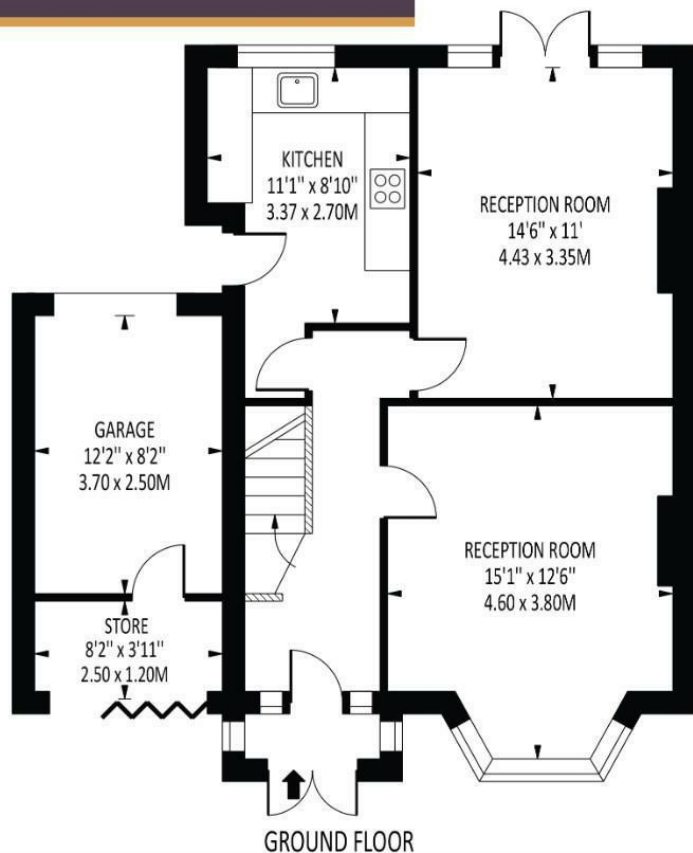 KITCHEN
11'1" x 8'10"
3.37 x 2.70M
RECEPTION ROOM
14'6" x 11'
4.43 x 3.35M
GARAGE
12'2" x 8'2"
3.70 x 2.50M
RECEPTION ROOM
15'1" x 12'6"
4.60 x 3.80M
STORE
8'2" x 3'11"
2.50 x 1.20M
GROUND FLOOR